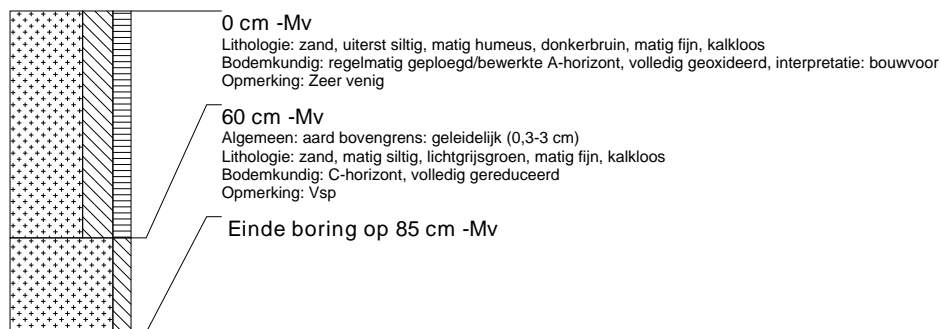 0 cm -Mv
Lithologie: zand, uiterst siltig, matig humeus, donkerbruin, matig fijn, kalkloos
Bodemkundig: regelmatig geploegd/bewerkte A-horizont, volledig geoxideerd, interpretatie: bouwvoor
Opmerking: Zeer venig
60 cm -Mv
Algemeen: aard bovengrens: geleidelijk (0,3-3 cm)
Lithologie: zand, matig siltig, lichtgrijsgroen, matig fijn, kalkloos
Bodemkundig: C-horizont, volledig gereduceerd
Opmerking: Vsp
Einde boring op 85 cm -Mv